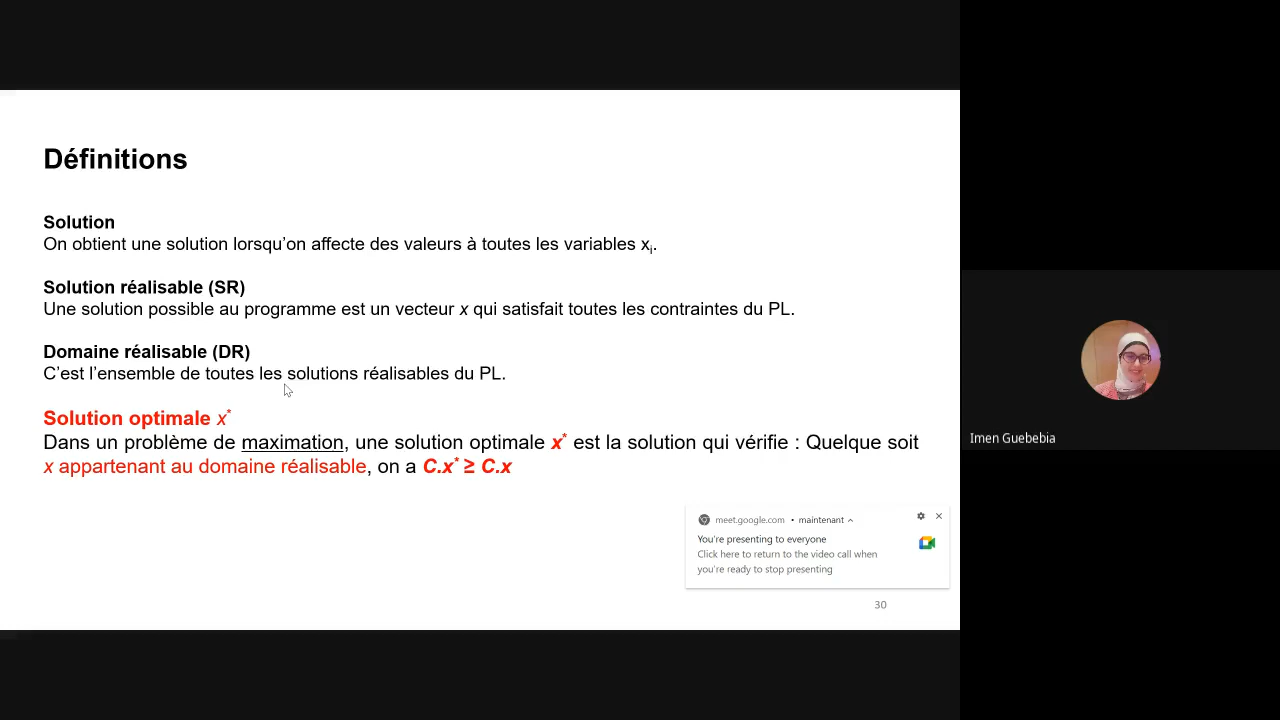 Définitions
Solution
On obtient une solution lorsqu'on affecte des valeurs à toutes les variables xi.
Solution réalisable (SR)
Une solution possible au programme est un vecteur x qui satisfait toutes les contraintes du PL.
Domaine réalisable (DR)
C'est l'ensemble de toutes les solutions réalisables du PL.
Solution optimale x*
Dans un problème de maximation, une solution optimale x* est la solution qui vérifie : Quelque soit
x appartenant au domaine réalisable, on a C.x* ≥ C.x
meet.google.com • maintenant
You're presenting to everyone
Click here to return to the video call when
you're ready to stop presenting
30
Imen Guebebia